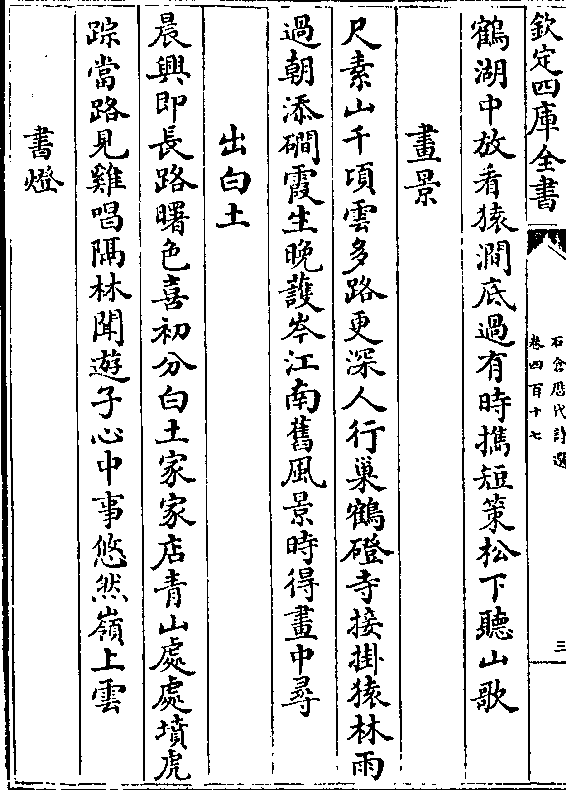 欽定四庫全書
石倉歷代詩選
卷四百十七
三
鶴湖中放看猿澗底過有時擕短策松下聽山歌
畫景
尺素山千項雲多路更深人行巢鶴磴寺接掛猿林雨
過朝添磵霞生晚護岑江南舊風景時得畫中尋
出白土
晨興即長路曙色喜初分白土家家店青山處處墳虎
踪當路見雞唱隔林聞遊子心中事悠然嶺上雲
書燈